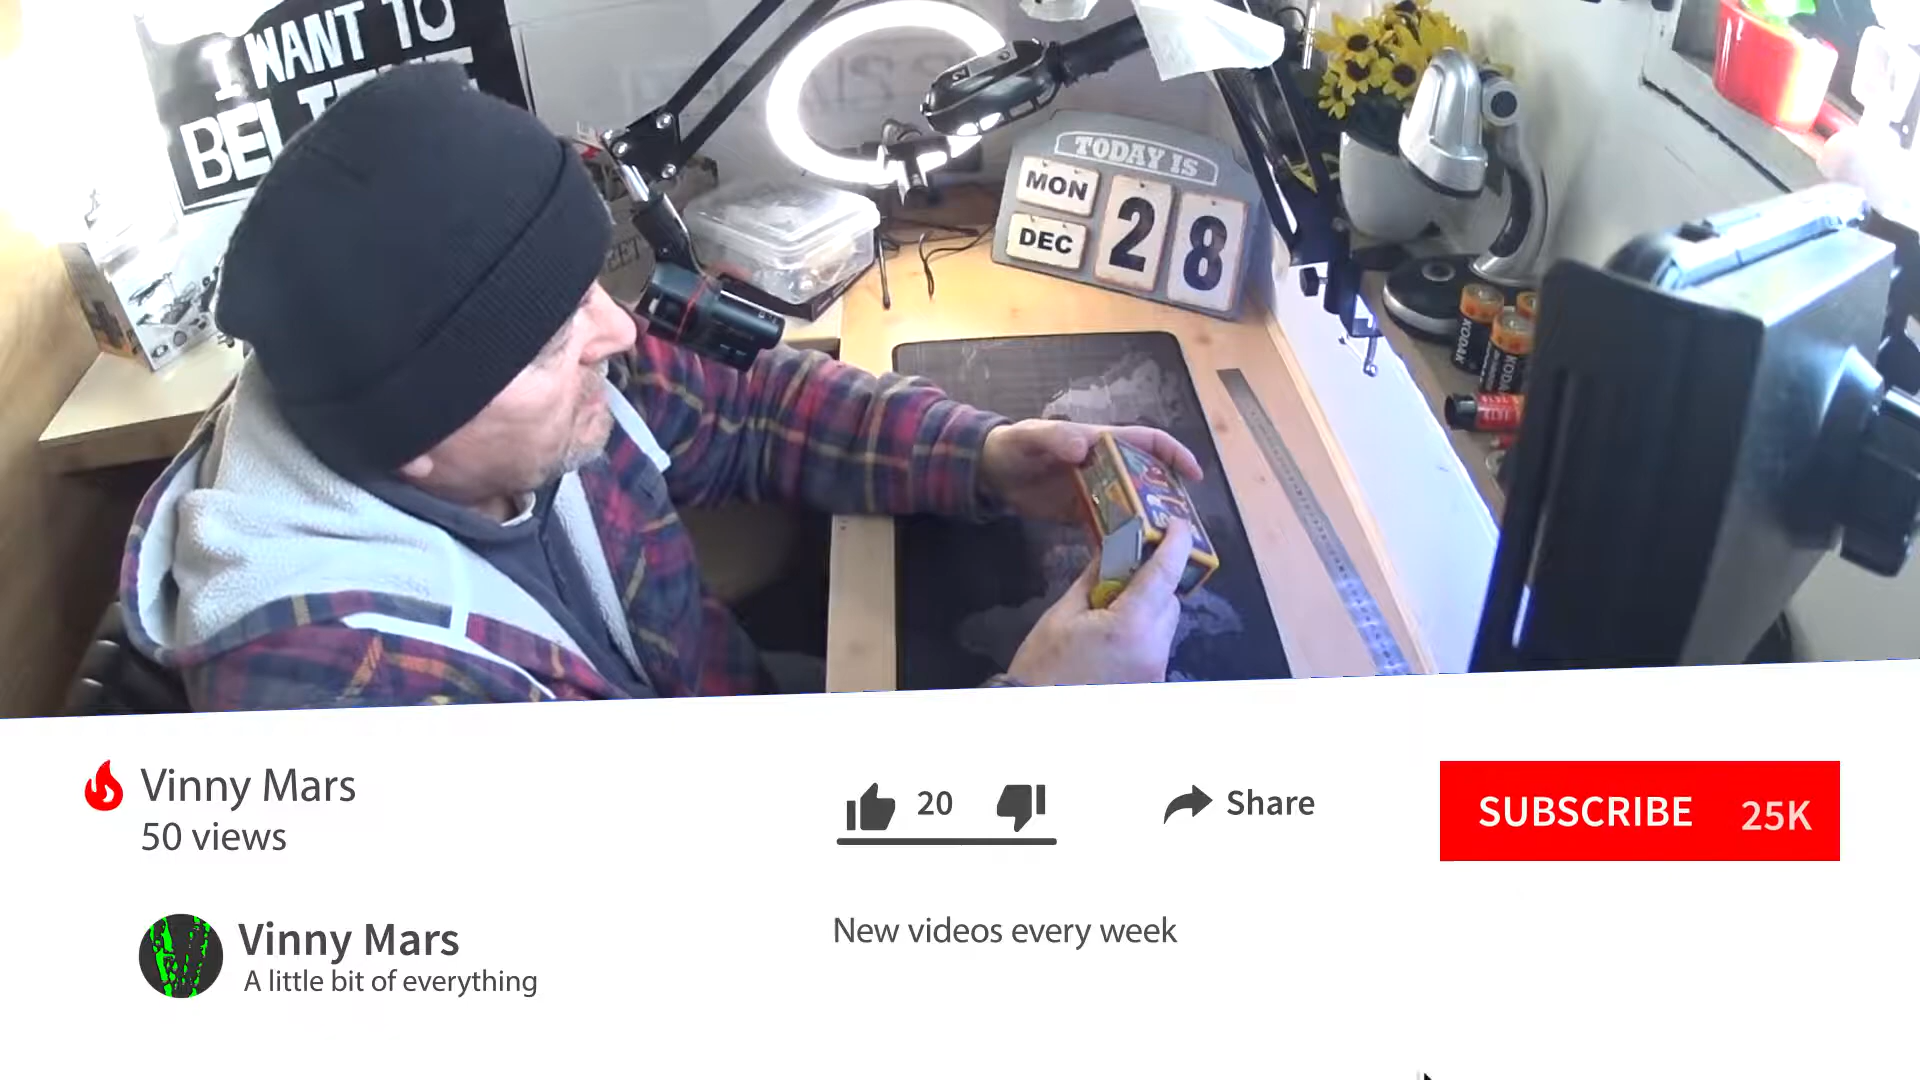 I WANT TO
TODAY IS
MON
DEC
28
KODAK
Vinny Mars
50 views
20
Share
SUBSCRIBE 25K
Vinny Mars
A little bit of everything
New videos every week